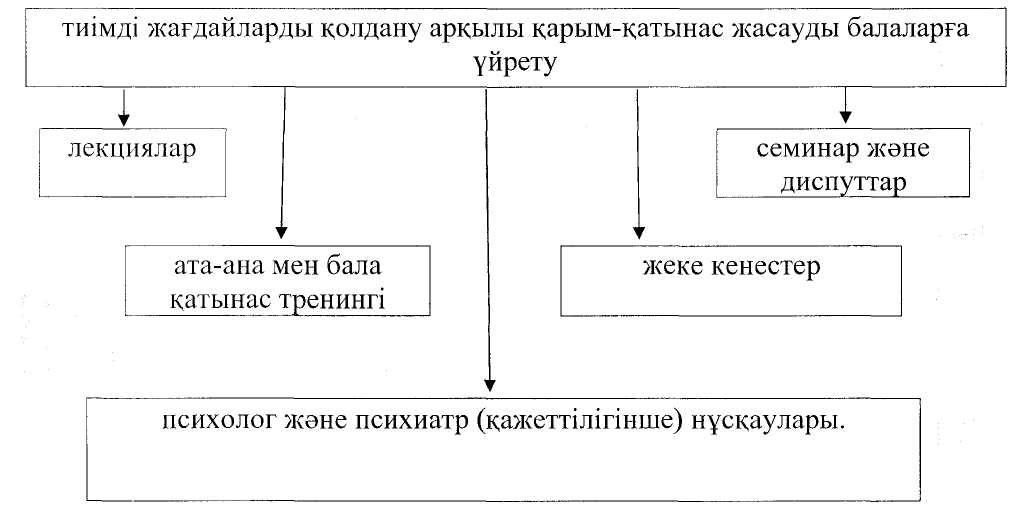 тиімді жағдайларды қолдану арқылы қарым-қатынас жасауды балаларға
үйрету
лекциялар
семинар және
диспуттар
ата-ана мен бала
қатынас тренингі
жеке кенестер
психолог және психиатр (қажеттілігінше) нұсқаулары.